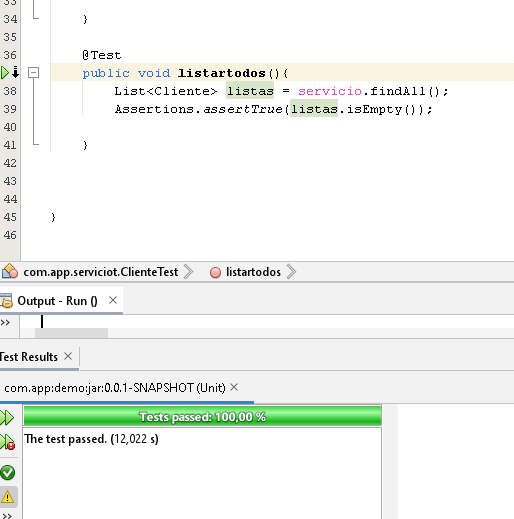 33
34 }
35
36 @Test
public void listartodos(){
38 List<Cliente> listas = servicio.findAll();
39 Assertions.assertTrue(listas.isEmpty());
40
41 }
42
43
44
45 }
46
com.app.serviciot.ClienteTest listartodos
Output - Run () ×
>>
Test Results ×
com.app:demo:jar:0.0.1-SNAPSHOT (Unit) ×
Tests passed: 100,00 %
The test passed. (12,022 s)
>>